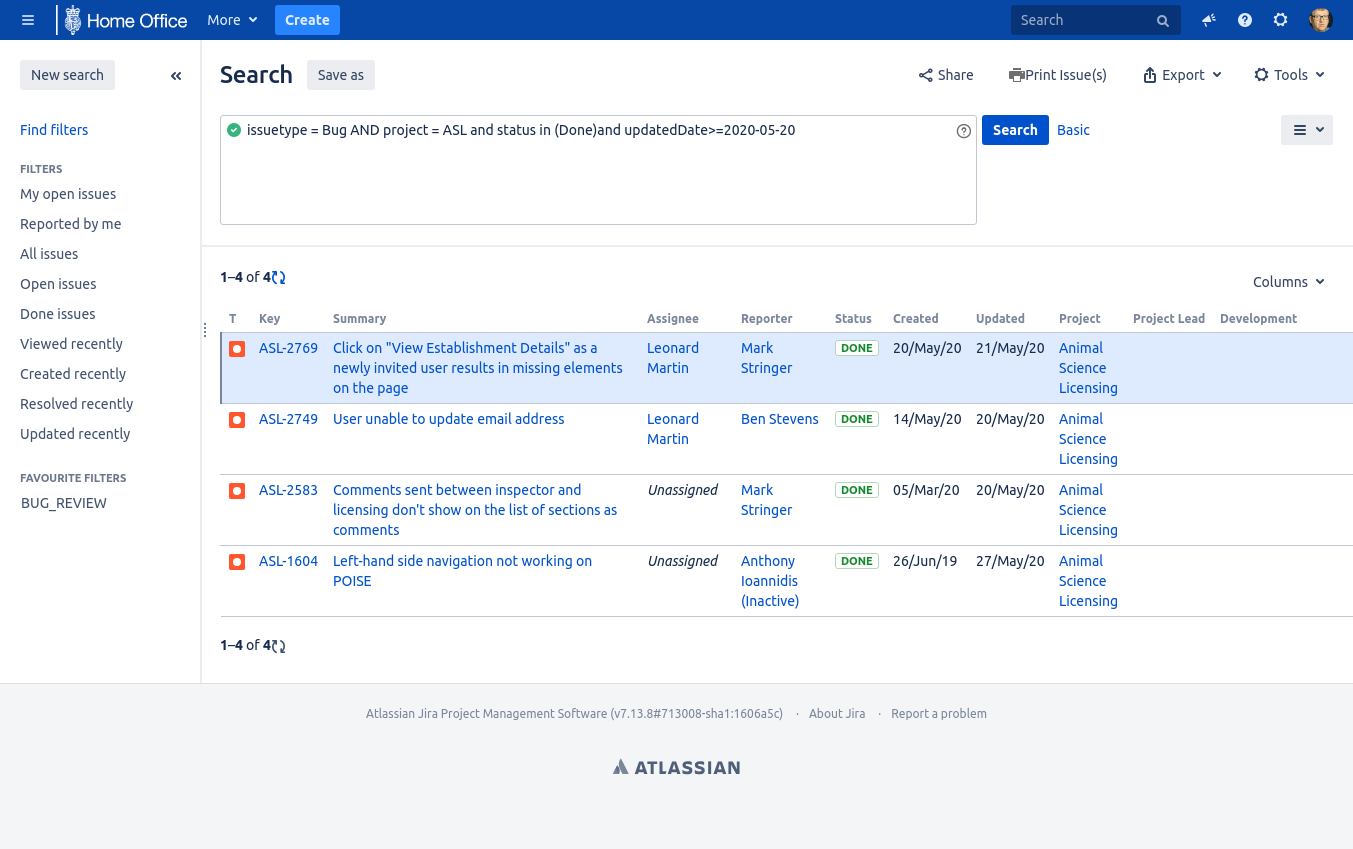 Home Office More Create Search
New search
Search Save as Share Print Issue(s) Export Tools
Find filters
FILTERS
My open issues
Reported by me
All issues
Open issues
Done issues
Viewed recently
Created recently
Resolved recently
Updated recently
FAVOURITE FILTERS
BUG_REVIEW
issuetype = Bug AND project = ASL and status in (Done)and updatedDate>=2020-05-20
Search Basic
1–4 of 4
Columns
T Key Summary Assignee Reporter Status Created Updated Project Project Lead Development
ASL-2769 Click on "View Establishment Details" as a Leonard Mark DONE 20/May/20 21/May/20 Animal
newly invited user results in missing elements Martin Stringer Science
on the page Licensing
ASL-2749 User unable to update email address Leonard Ben Stevens DONE 14/May/20 20/May/20 Animal
Martin Science
Licensing
ASL-2583 Comments sent between inspector and Unassigned Mark DONE 05/Mar/20 20/May/20 Animal
licensing don't show on the list of sections as Stringer Science
comments Licensing
ASL-1604 Left-hand side navigation not working on Unassigned Anthony DONE 26/Jun/19 27/May/20 Animal
POISE Ioannidis Science
(Inactive) Licensing
1–4 of 4
Atlassian Jira Project Management Software (v7.13.8#713008-sha1:1606a5c) · About Jira · Report a problem
ATLASSIAN